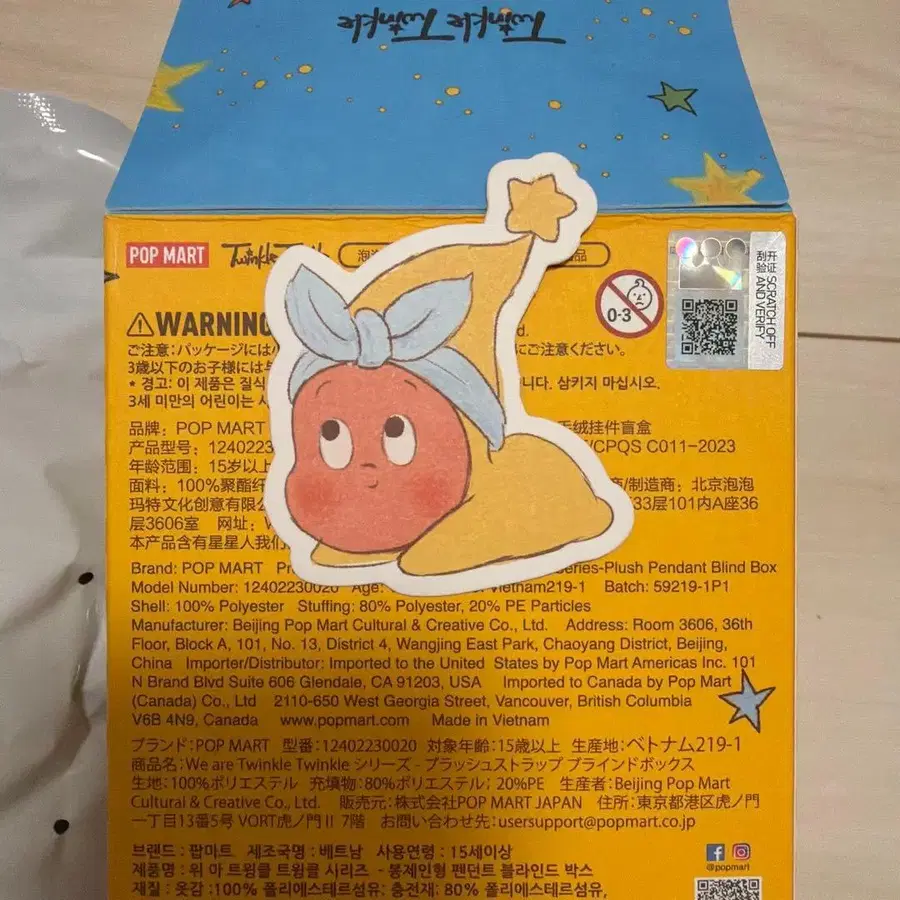 Twinkle Twinkle
POP MART Twinkle
0-3
开奖 SCRATCH OFF
刮验 AND VERIFY
WARNING
ご注意:パッケージには ご注意ください。
3歳以下のお子様には
* 경고: 이 제품은 질식 니다. 삼키지 마십시오.
3세 미만의 어린이는
品牌: POP MART 毛绒挂件盲盒
产品型号: 1240223 /CPQS C011-2023
年龄范围: 15岁以上
面料: 100%聚酯纤 /制造商: 北京泡泡
玛特文化创意有限公 33层101内A座36
层3606室 网址:
本产品含有星星人我们
Brand: POP MART Series-Plush Pendant Blind Box
Model Number: 12402230020 Age: Vietnam219-1 Batch: 59219-1P1
Shell: 100% Polyester Stuffing: 80% Polyester, 20% PE Particles
Manufacturer: Beijing Pop Mart Cultural & Creative Co., Ltd. Address: Room 3606, 36th
Floor, Block A, 101, No. 13, District 4, Wangjing East Park, Chaoyang District, Beijing,
China Importer/Distributor: Imported to the United States by Pop Mart Americas Inc. 101
N Brand Blvd Suite 606 Glendale, CA 91203, USA Imported to Canada by Pop Mart
(Canada) Co., Ltd 2110-650 West Georgia Street, Vancouver, British Columbia
V6B 4N9, Canada www.popmart.com Made in Vietnam
ブランド:POP MART 型番:12402230020 対象年齢:15歳以上 生産地:ベトナム219-1
商品名:We are Twinkle Twinkle シリーズ - プラッシュストラップ ブラインドボックス
生地:100%ポリエステル 充填物:80%ポリエステル; 20%PE 生産者:Beijing Pop Mart
Cultural & Creative Co., Ltd. 販売元:株式会社POP MART JAPAN 住所:東京都港区虎ノ門
一丁目13番5号 VORT虎ノ門Ⅱ 7階 お問い合わせ先:usersupport@popmart.co.jp
브랜드 : 팝마트 제조국명 : 베트남 사용연령 : 15세이상
제품명 : 위 아 트윙클 트윙클 시리즈 - 봉제인형 팬던트 블라인드 박스
재질 : 옷감 :100% 폴리에스테르섬유: 충전재: 80% 폴리에스테르섬유,
@popmart